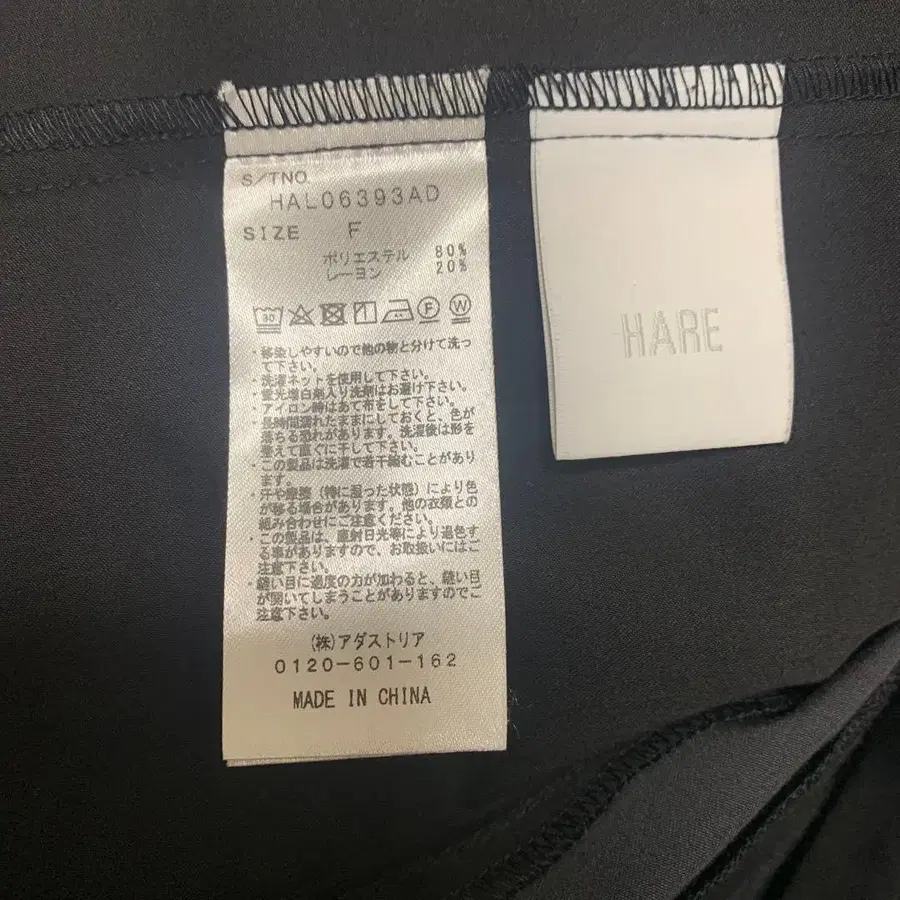 S/TNO
HAL06393AD
SIZE F
ポリエステル 80%
レーヨン 20%
30
F
W
・移染しやすいので他の物と分けて洗っ
て下さい。
・洗濯ネットを使用して下さい。
・蛍光増白剤入り洗剤はお避け下さい。
・アイロン時はあて布をして下さい。
・長時間濡れたままにしておくと、色が
落ちる恐れがあります。洗濯後は形を
整えて直ぐに干して下さい。
・この製品は洗濯で若干縮むことがあり
ます。
・汗や摩擦（特に湿った状態）により色
が移る場合があります。他の衣類との
組み合わせにご注意ください。
・この製品は、直射日光等により退色す
る事がありますので、お取扱いにはご
注意下さい。
・縫い目に過度の力が加わると、縫い目
が開いてしまうことがありますのでご
注意下さい。
(株)アダストリア
0120-601-162
MADE IN CHINA
HARE